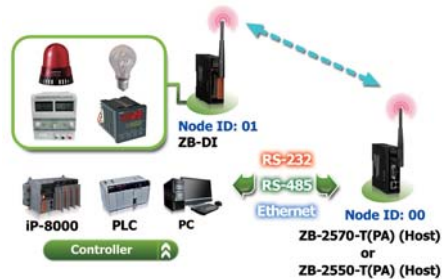 Node ID: 01
ZB-DI
RS-232
RS-485
Ethernet
iP-8000
PLC
PC
Controller
Node ID: 00
ZB-2570-T(PA) (Host)
or
ZB-2550-T(PA) (Host)